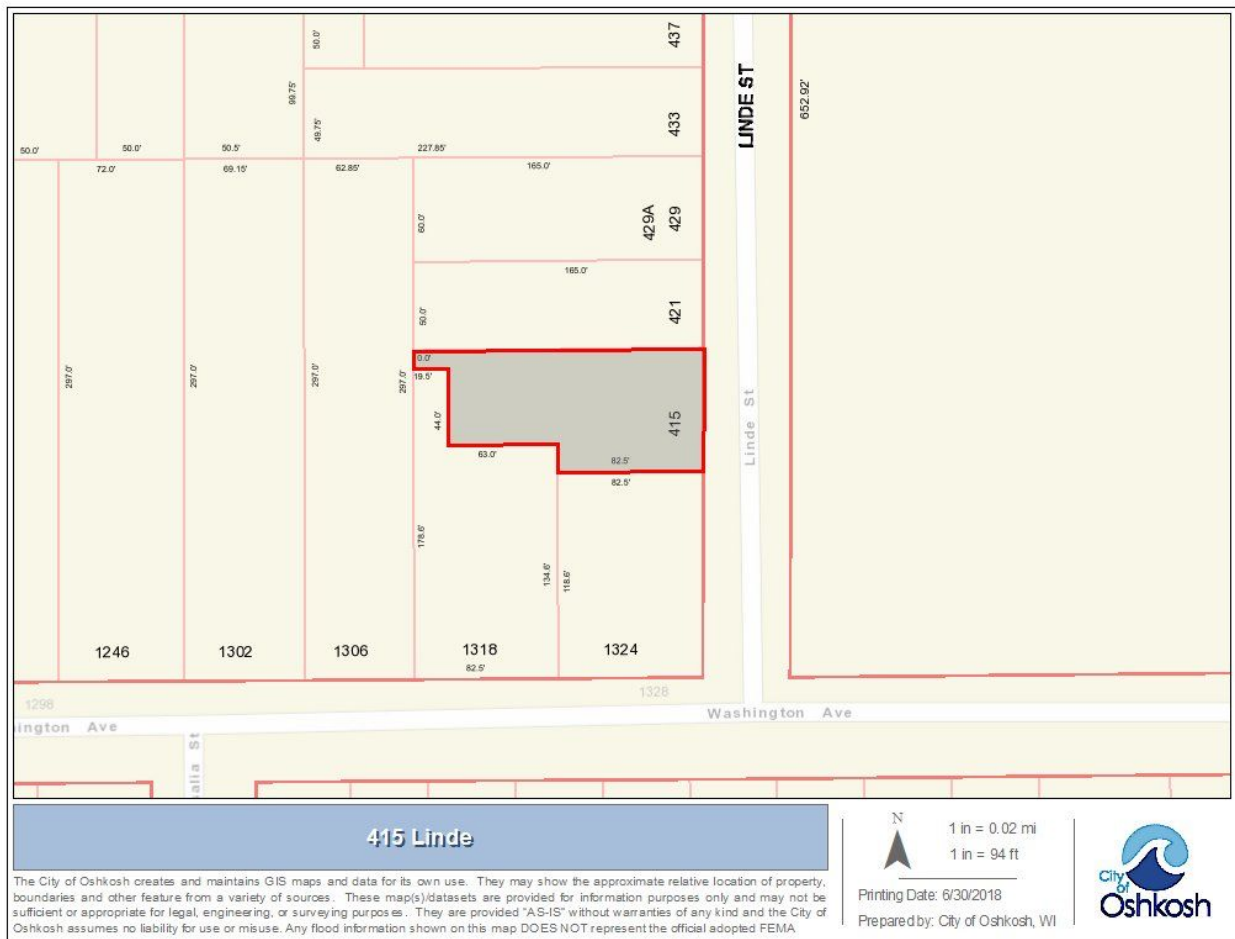 50.0'
437
LINDE ST
652.92'
99.75'
49.75'
433
50.0'
50.0'
50.5'
227.85'
72.0'
69.15'
62.85'
165.0'
60.0'
429A
429
165.0'
50.0'
421
0.0'
19.5'
297.0'
297.0'
297.0'
297.0'
44.0'
415
Linde St
63.0'
82.5'
82.5'
178.6'
134.6'
118.6'
1246
1302
1306
1318
1324
82.5'
1298
1328
ington Ave
Washington Ave
alia St
415 Linde
The City of Oshkosh creates and maintains GIS maps and data for its own use. They may show the approximate relative location of property,
boundaries and other feature from a variety of sources. These map(s)/datasets are provided for information purposes only and may not be
sufficient or appropriate for legal, engineering, or surveying purposes. They are provided "AS-IS" without warranties of any kind and the City of
Oshkosh assumes no liability for use or misuse. Any flood information shown on this map DOES NOT represent the official adopted FEMA
N
1 in = 0.02 mi
1 in = 94 ft
Printing Date: 6/30/2018
Prepared by: City of Oshkosh, WI
City
of
Oshkosh